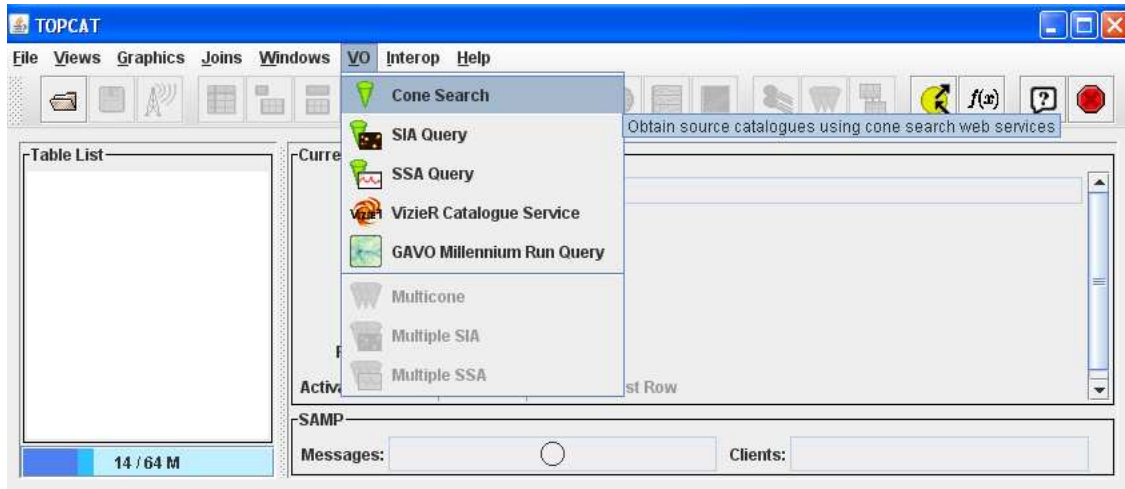 TOPCAT
File Views Graphics Joins Windows VO Interop Help
f(x) ?
Cone Search
Obtain source catalogues using cone search web services
SIA Query
SSA Query
VizieR Catalogue Service
GAVO Millennium Run Query
Multicone
Multiple SIA
Multiple SSA
Table List
Curre
Activa
st Row
SAMP
Messages: Clients:
14 / 64 M